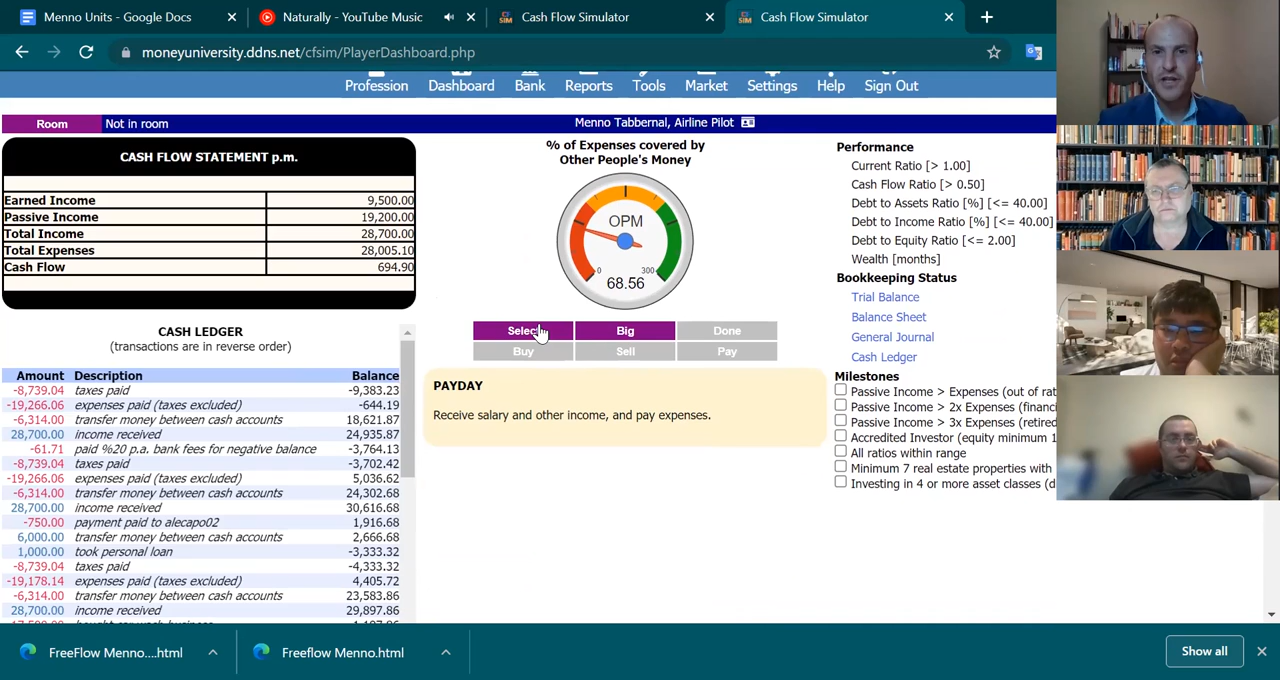 Menno Units - Google Docs
Naturally - YouTube Music
Cash Flow Simulator
Cash Flow Simulator
moneyuniversity.ddns.net/cfsim/PlayerDashboard.php
Profession Dashboard Bank Reports Tools Market Settings Help Sign Out
Room Not in room Menno Tabbernal, Airline Pilot
CASH FLOW STATEMENT p.m.
Earned Income 9,500.00
Passive Income 19,200.00
Total Income 28,700.00
Total Expenses 28,005.10
Cash Flow 694.90
CASH LEDGER
(transactions are in reverse order)
Amount Description Balance
-8,739.04 taxes paid -9,383.23
-19,266.06 expenses paid (taxes excluded) -644.19
-6,314.00 transfer money between cash accounts 18,621.87
28,700.00 income received 24,935.87
-61.71 paid %20 p.a. bank fees for negative balance -3,764.13
-8,739.04 taxes paid -3,702.42
-19,266.06 expenses paid (taxes excluded) 5,036.62
-6,314.00 transfer money between cash accounts 24,302.68
28,700.00 income received 30,616.68
-750.00 payment paid to alecapo02 1,916.68
6,000.00 transfer money between cash accounts 2,666.68
1,000.00 took personal loan -3,333.32
-8,739.04 taxes paid -4,333.32
-19,178.14 expenses paid (taxes excluded) 4,405.72
-6,314.00 transfer money between cash accounts 23,583.86
28,700.00 income received 29,897.86
% of Expenses covered by
Other People's Money
OPM
0 300
68.56
Select Big Done
Buy Sell Pay
PAYDAY
Receive salary and other income, and pay expenses.
Performance
Current Ratio [> 1.00]
Cash Flow Ratio [> 0.50]
Debt to Assets Ratio [%] [<= 40.00]
Debt to Income Ratio [%] [<= 40.00]
Debt to Equity Ratio [<= 2.00]
Wealth [months]
Bookkeeping Status
Trial Balance
Balance Sheet
General Journal
Cash Ledger
Milestones
Passive Income > Expenses (out of rat
Passive Income > 2x Expenses (financi
Passive Income > 3x Expenses (retired
Accredited Investor (equity minimum 1
All ratios within range
Minimum 7 real estate properties with
Investing in 4 or more asset classes (d
FreeFlow Menno....html
Freeflow Menno.html
Show all